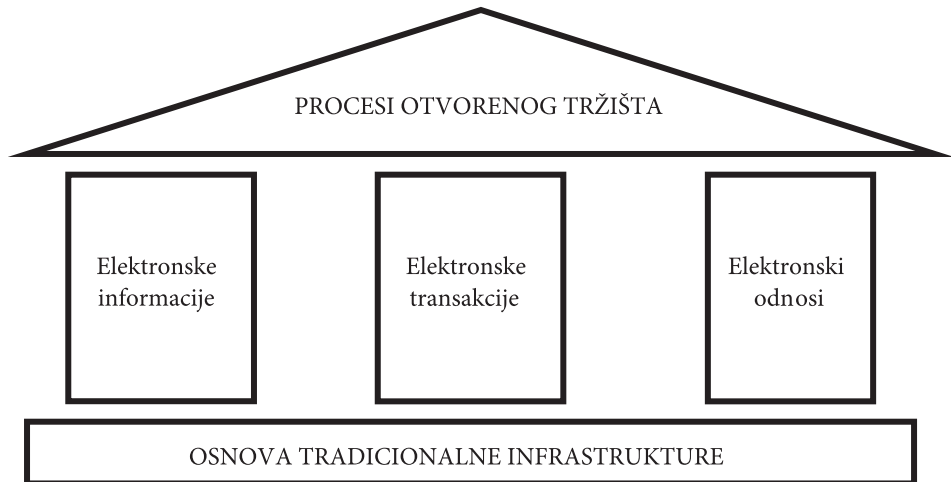 PROCESI OTVORENOG TRŽIŠTA
Elektronske
informacije
Elektronske
transakcije
Elektronski
odnosi
OSNOVA TRADICIONALNE INFRASTRUKTURE